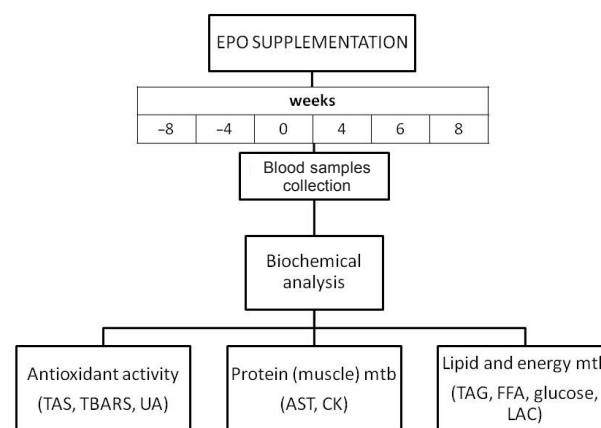 EPO SUPPLEMENTATION
weeks
–8 –4 0 4 6 8
Blood samples
collection
Biochemical
analysis
Antioxidant activity
(TAS, TBARS, UA)
Protein (muscle) mtb
(AST, CK)
Lipid and energy mtl
(TAG, FFA, glucose,
LAC)